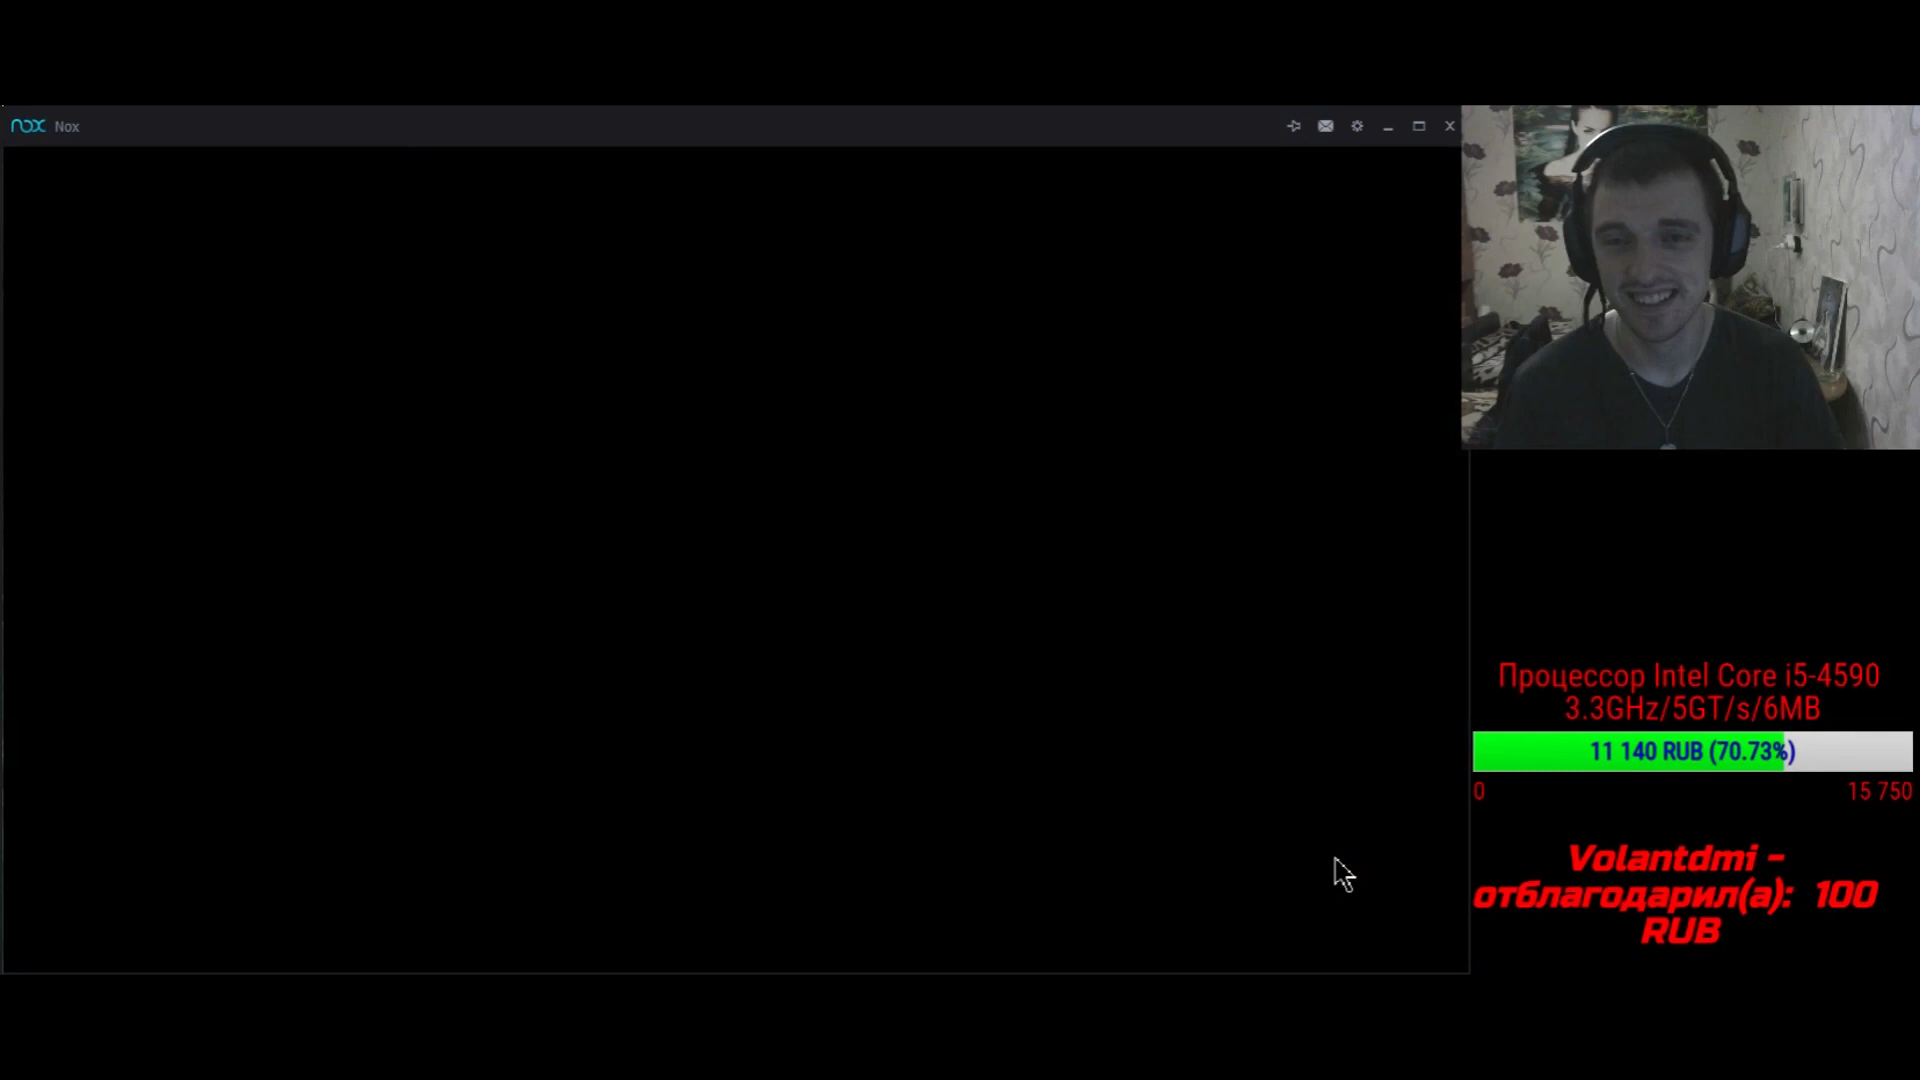 nox Nox
Процессор Intel Core i5-4590
3.3GHz/5GT/s/6MB
11 140 RUB (70.73%)
0 15 750
Volantdmi -
отблагодарил(а): 100
RUB